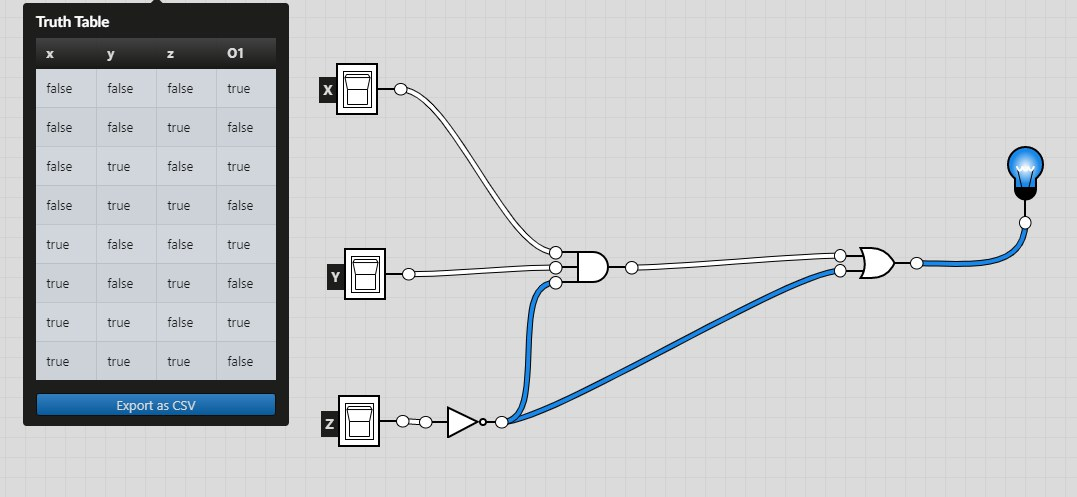 Truth Table
x y z O1
false false false true
false false true false
false true false true
false true true false
true false false true
true false true false
true true false true
true true true false
Export as CSV
X
Y
Z